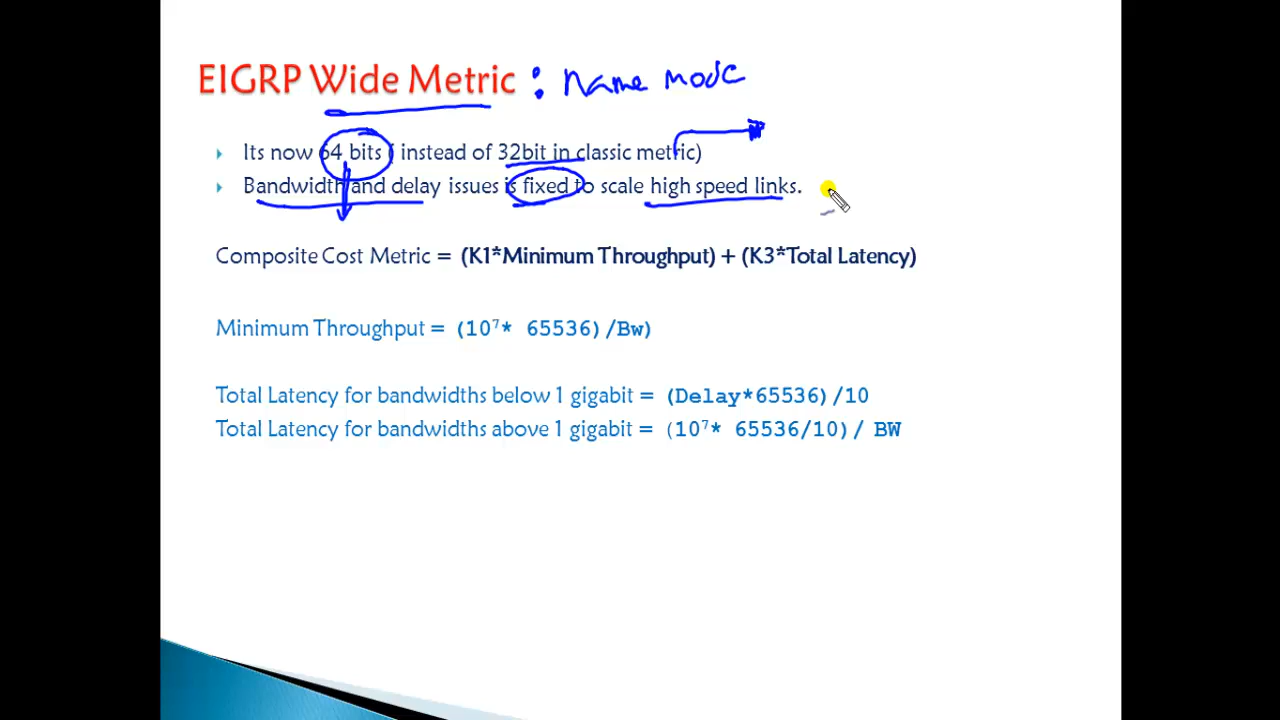 EIGRP Wide Metric : Name mode
Its now 64 bits ( instead of 32bit in classic metric)
Bandwidth and delay issues is fixed to scale high speed links.
Composite Cost Metric = (K1*Minimum Throughput) + (K3*Total Latency)
Minimum Throughput = (10⁷* 65536)/Bw)
Total Latency for bandwidths below 1 gigabit = (Delay*65536)/10
Total Latency for bandwidths above 1 gigabit = (10⁷* 65536/10)/ BW